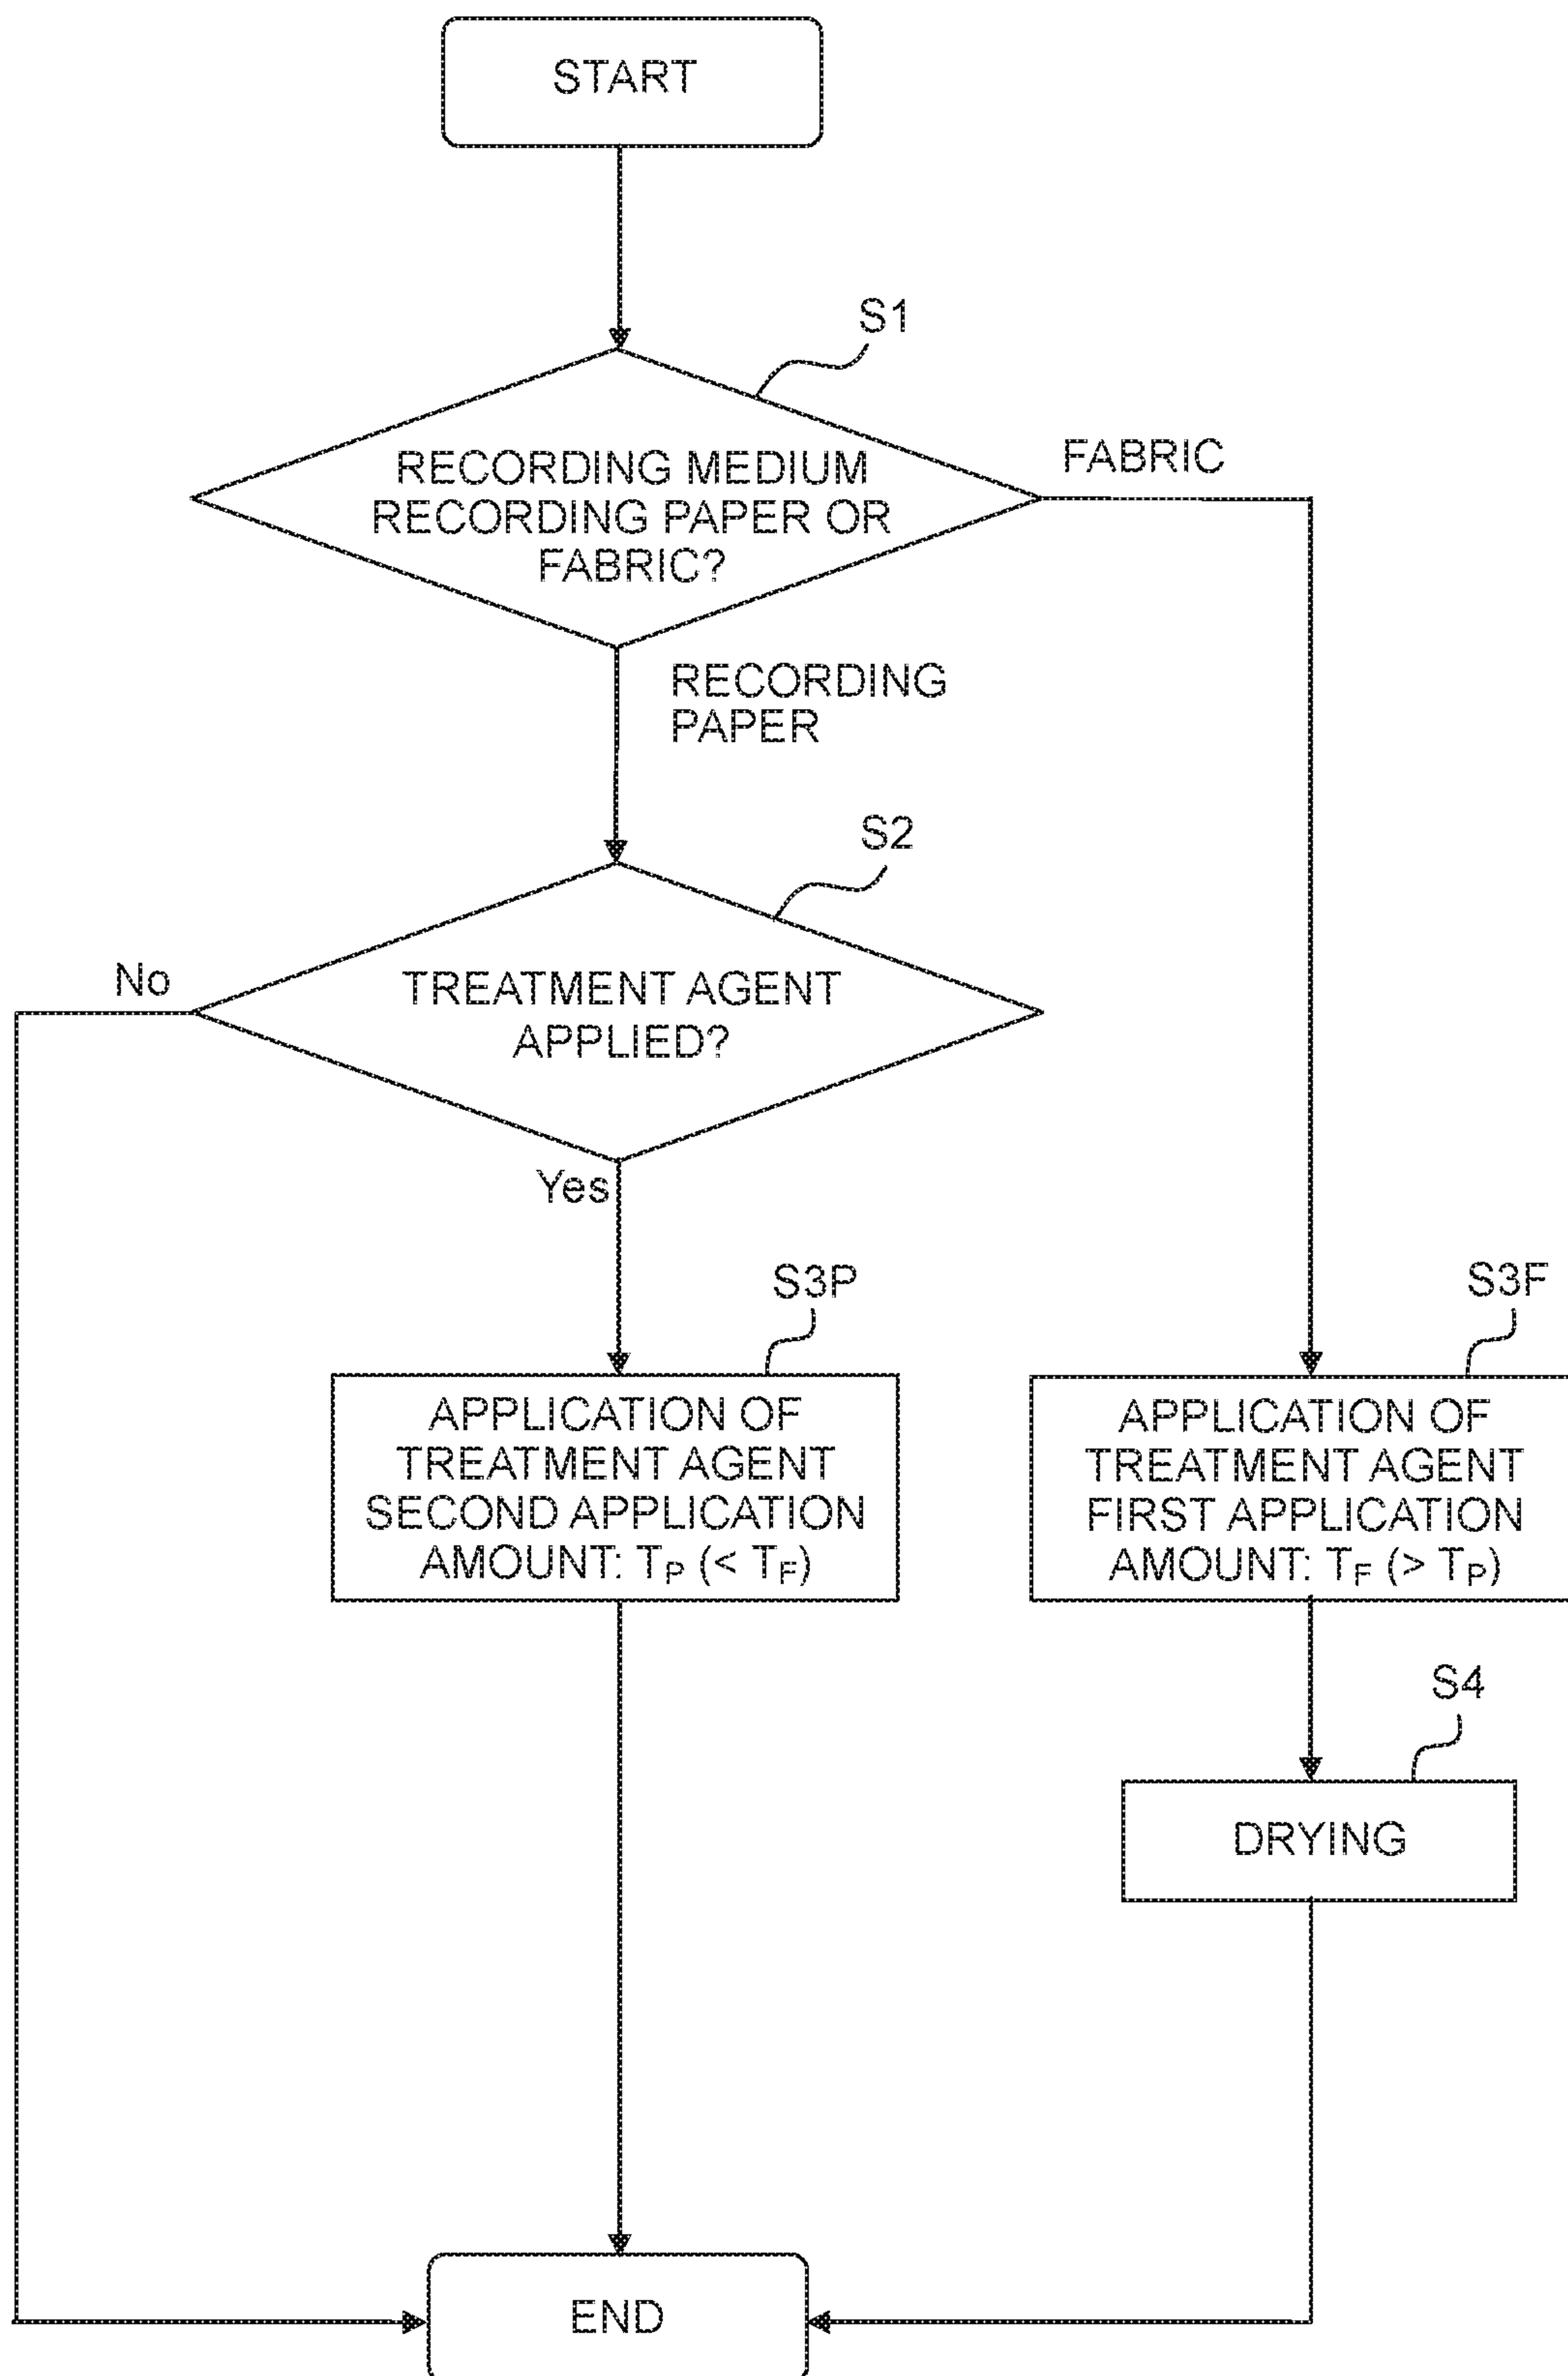 START
S1
RECORDING MEDIUM
RECORDING PAPER OR
FABRIC?
FABRIC
RECORDING
PAPER
S2
TREATMENT AGENT
APPLIED?
No
Yes
S3P
APPLICATION OF
TREATMENT AGENT
SECOND APPLICATION
AMOUNT: TP (< TF)
S3F
APPLICATION OF
TREATMENT AGENT
FIRST APPLICATION
AMOUNT: TF (> TP)
S4
DRYING
END